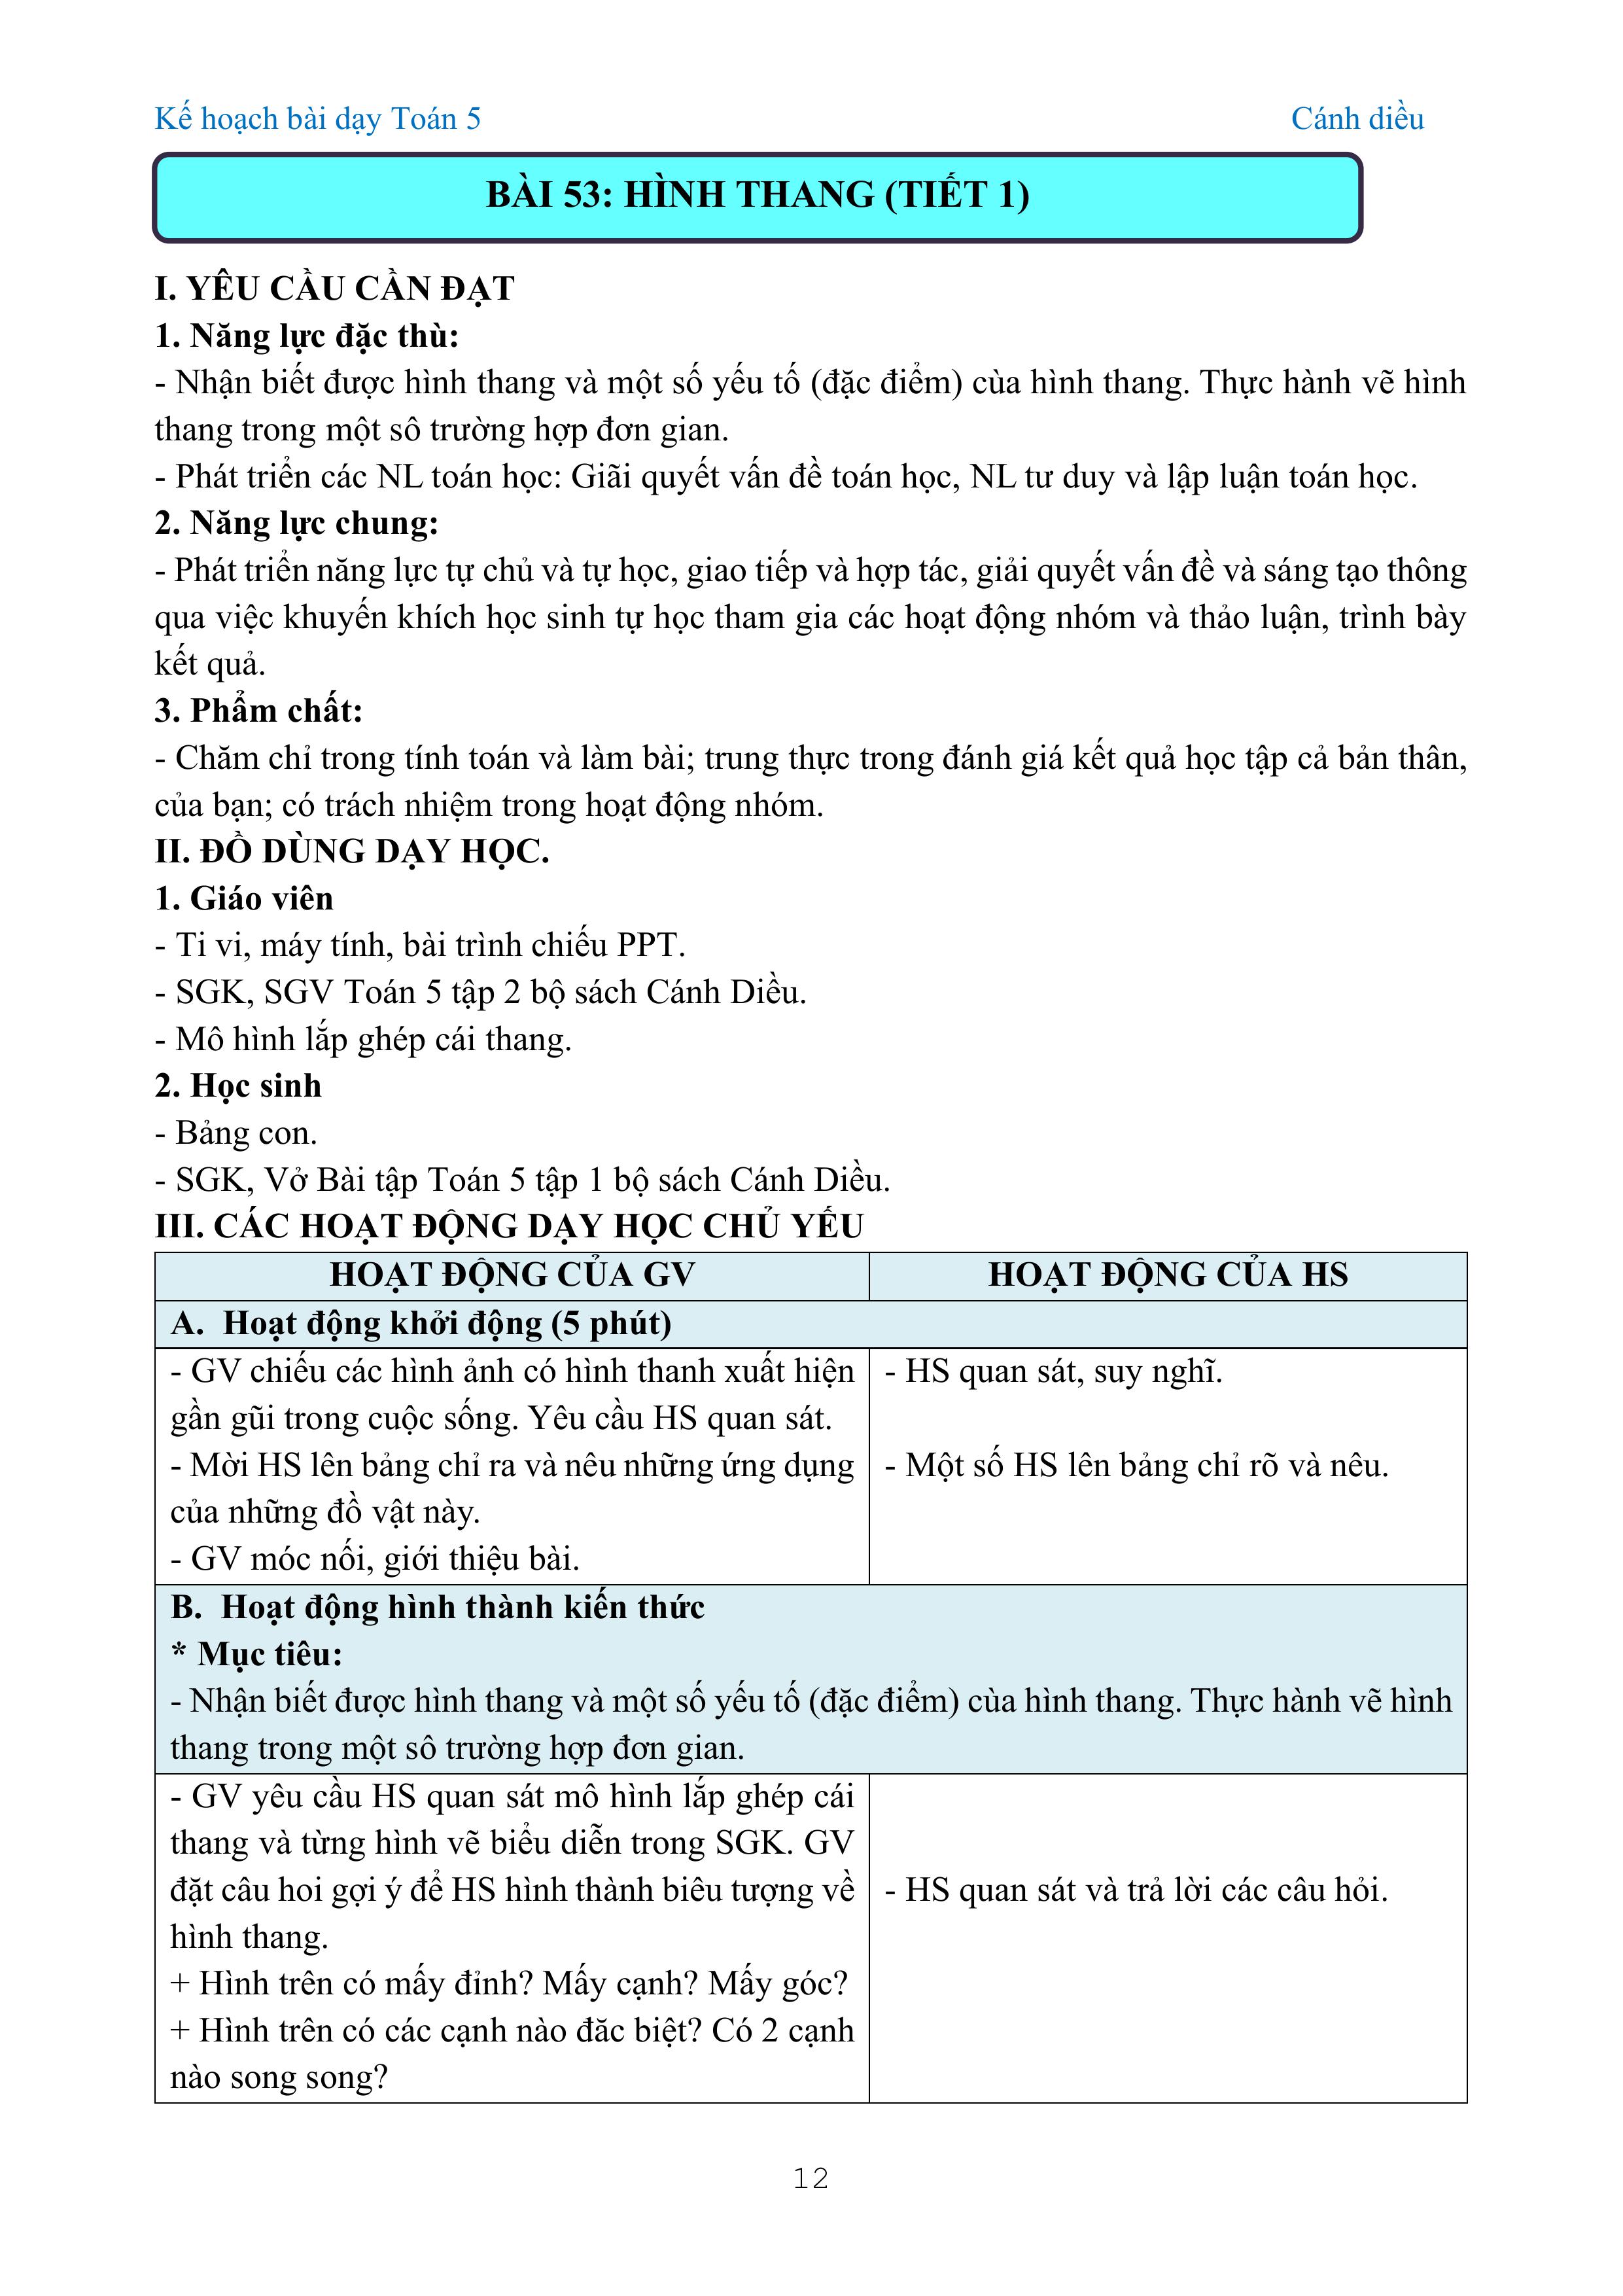 Kế hoạch bài dạy Toán 5 Cánh diều
BÀI 53: HÌNH THANG (TIẾT 1)
I. YÊU CẦU CẦN ĐẠT
1. Năng lực đặc thù:
- Nhận biết được hình thang và một số yếu tố (đặc điểm) cùa hình thang. Thực hành vẽ hình
thang trong một sô trường hợp đơn gian.
- Phát triển các NL toán học: Giãi quyết vấn đề toán học, NL tư duy và lập luận toán học.
2. Năng lực chung:
- Phát triển năng lực tự chủ và tự học, giao tiếp và hợp tác, giải quyết vấn đề và sáng tạo thông
qua việc khuyến khích học sinh tự học tham gia các hoạt động nhóm và thảo luận, trình bày
kết quả.
3. Phẩm chất:
- Chăm chỉ trong tính toán và làm bài; trung thực trong đánh giá kết quả học tập cả bản thân,
của bạn; có trách nhiệm trong hoạt động nhóm.
II. ĐỒ DÙNG DẠY HỌC.
1. Giáo viên
- Ti vi, máy tính, bài trình chiếu PPT.
- SGK, SGV Toán 5 tập 2 bộ sách Cánh Diều.
- Mô hình lắp ghép cái thang.
2. Học sinh
- Bảng con.
- SGK, Vở Bài tập Toán 5 tập 1 bộ sách Cánh Diều.
III. CÁC HOẠT ĐỘNG DẠY HỌC CHỦ YẾU
HOẠT ĐỘNG CỦA GV HOẠT ĐỘNG CỦA HS
A. Hoạt động khởi động (5 phút)
- GV chiếu các hình ảnh có hình thanh xuất hiện
gần gũi trong cuộc sống. Yêu cầu HS quan sát.
- Mời HS lên bảng chỉ ra và nêu những ứng dụng
của những đồ vật này.
- GV móc nối, giới thiệu bài.
- HS quan sát, suy nghĩ.
- Một số HS lên bảng chỉ rõ và nêu.
B. Hoạt động hình thành kiến thức
* Mục tiêu:
- Nhận biết được hình thang và một số yếu tố (đặc điểm) cùa hình thang. Thực hành vẽ hình
thang trong một sô trường hợp đơn gian.
- GV yêu cầu HS quan sát mô hình lắp ghép cái
thang và từng hình vẽ biểu diễn trong SGK. GV
đặt câu hoi gợi ý để HS hình thành biêu tượng về
hình thang.
+ Hình trên có mấy đỉnh? Mấy cạnh? Mấy góc?
+ Hình trên có các cạnh nào đăc biệt? Có 2 cạnh
nào song song?
- HS quan sát và trả lời các câu hỏi.
12